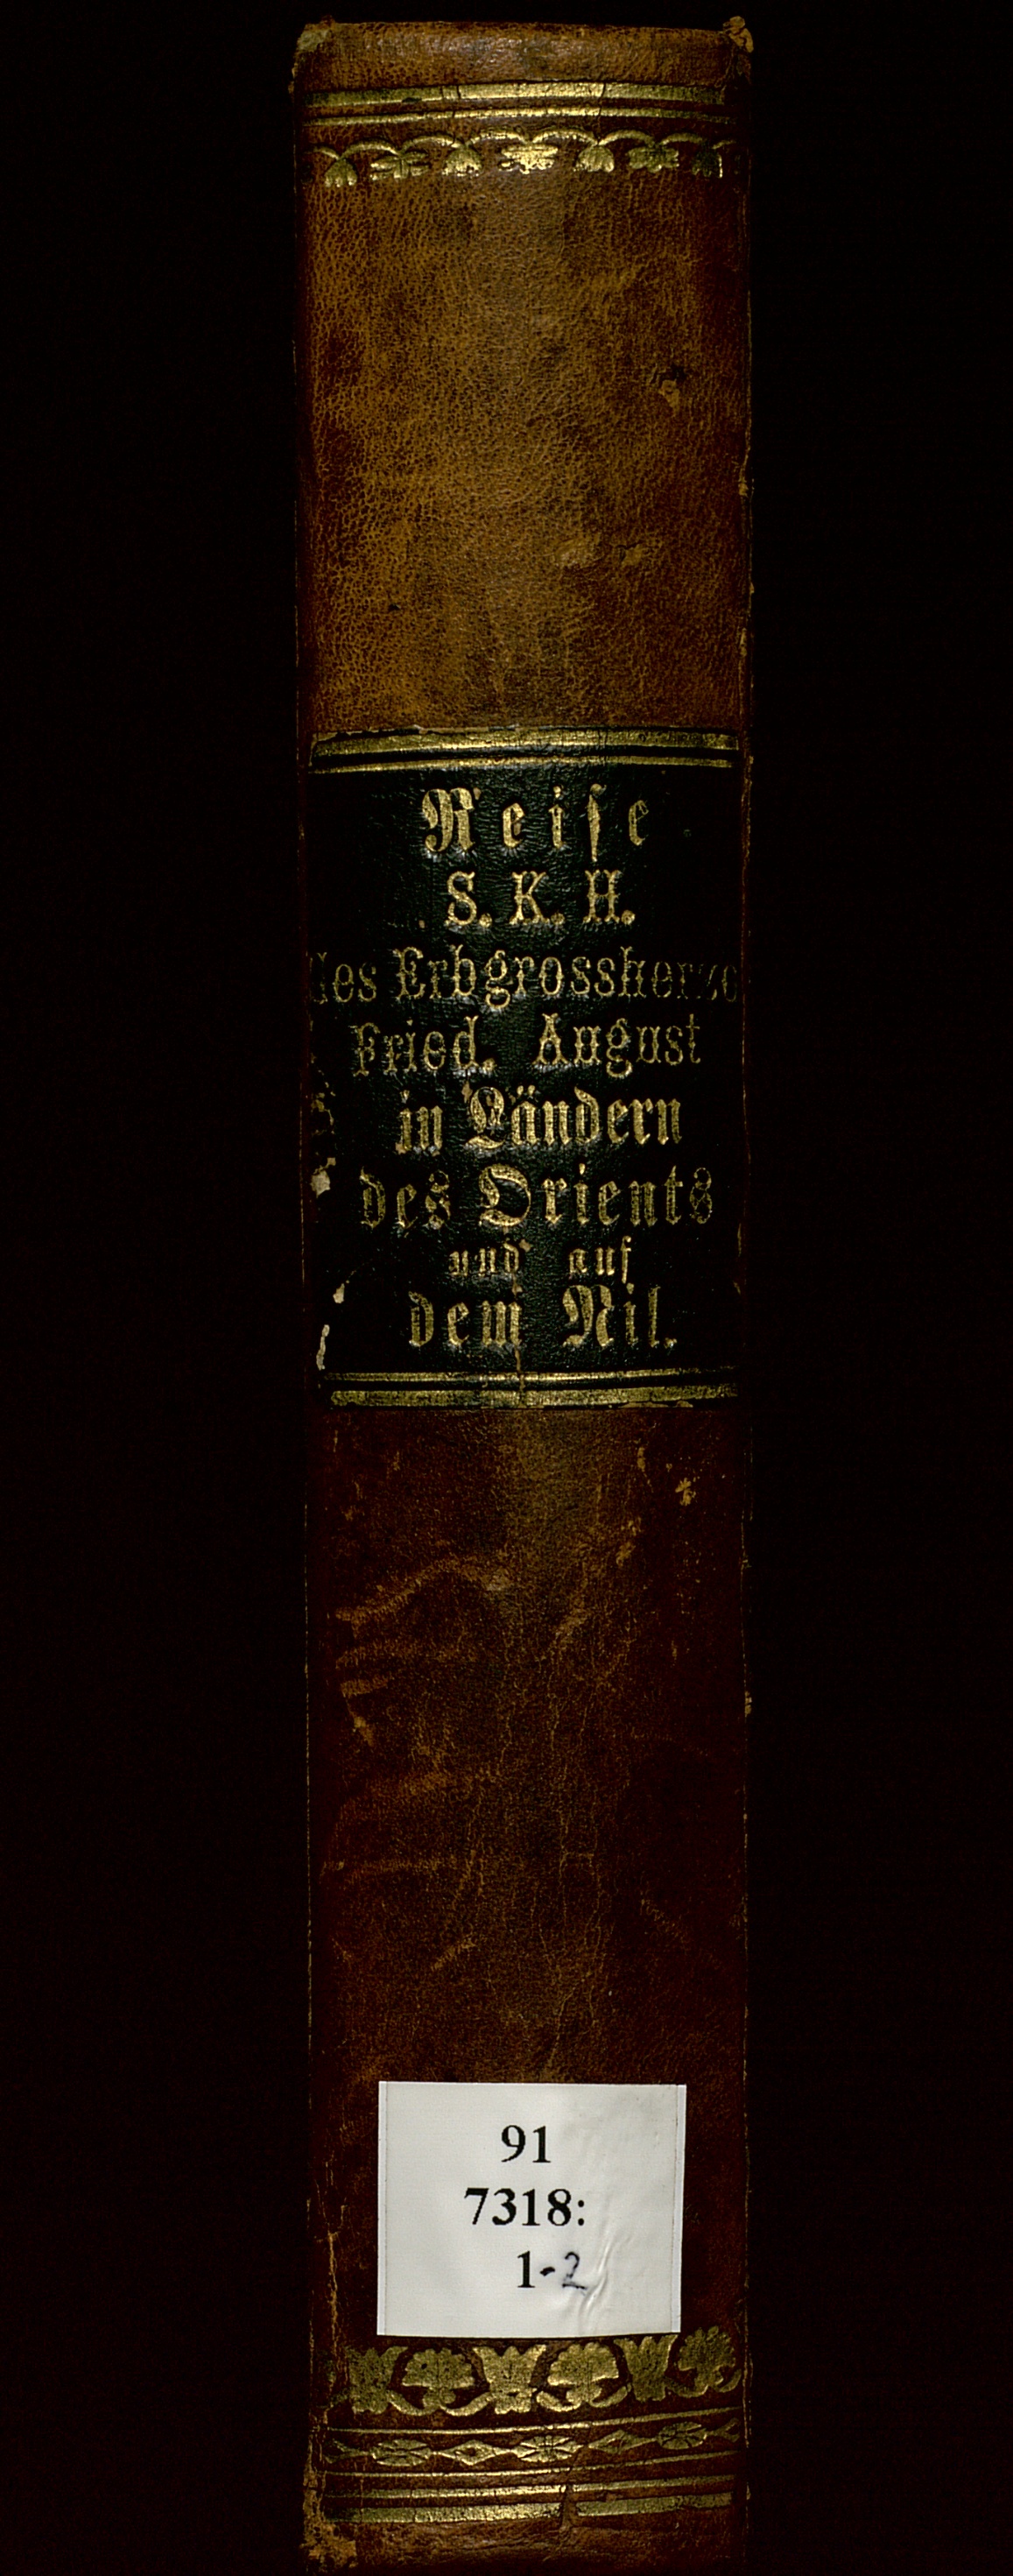 Reiſe
S. K. H.
des Erbgrossherzo
Fried. August
in Ländern
des Orients
und auf
dem Nil.
91
7318:
1-2